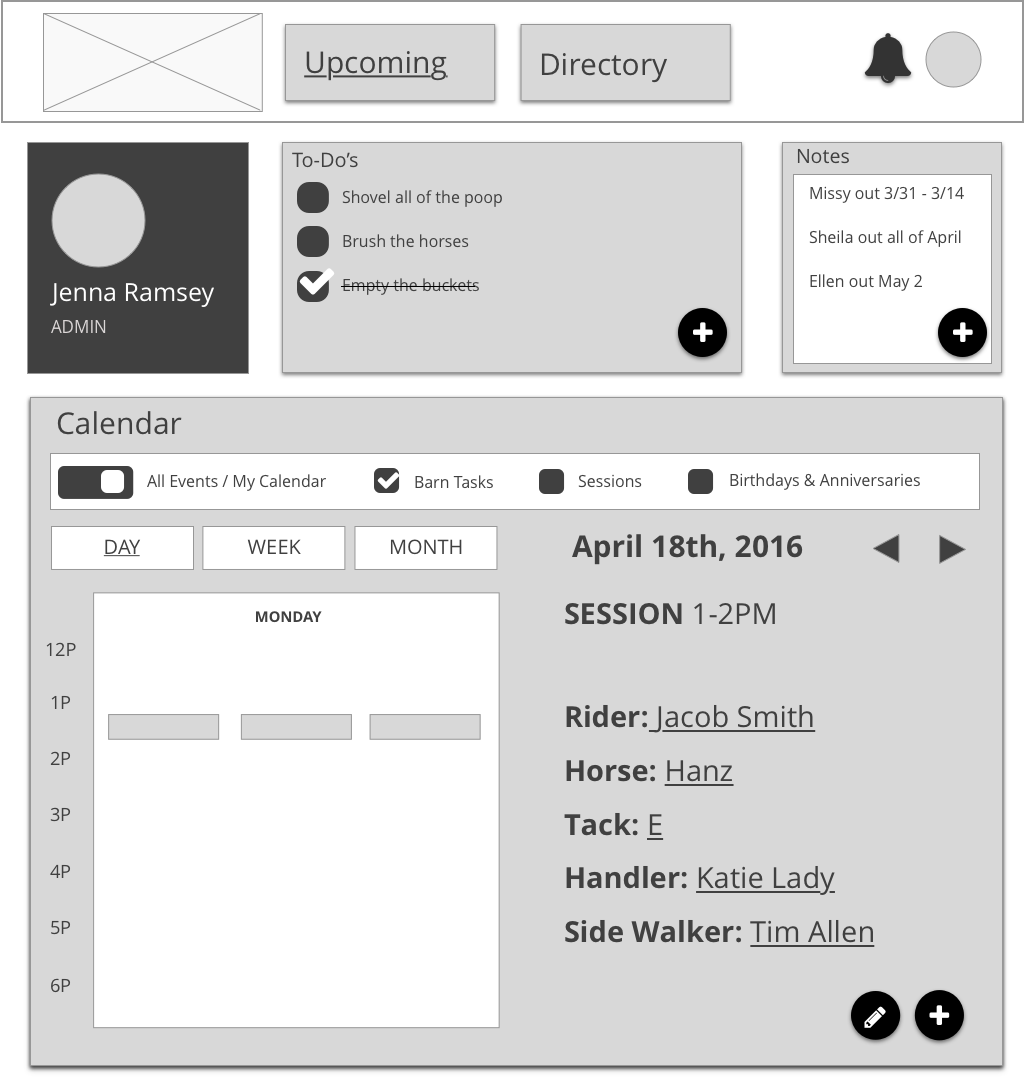 Upcoming
Directory
To-Do’s
Shovel all of the poop
Brush the horses
Empty the buckets
Notes
Missy out 3/31 - 3/14
Sheila out all of April
Ellen out May 2
Jenna Ramsey
ADMIN
Calendar
All Events / My Calendar
Barn Tasks
Sessions
Birthdays & Anniversaries
DAY
WEEK
MONTH
April 18th, 2016
MONDAY
12P
1P
2P
3P
4P
5P
6P
SESSION 1-2PM
Rider: Jacob Smith
Horse: Hanz
Tack: E
Handler: Katie Lady
Side Walker: Tim Allen